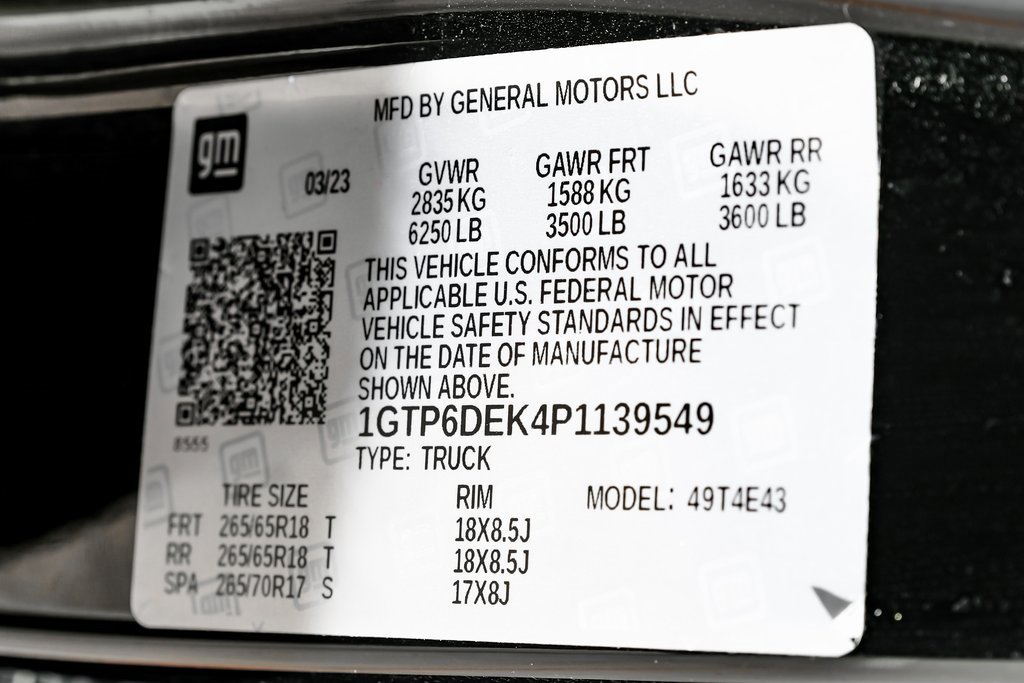 MFD BY GENERAL MOTORS LLC
gm
03/23
GVWR GAWR FRT GAWR RR
2835 KG 1588 KG 1633 KG
6250 LB 3500 LB 3600 LB
THIS VEHICLE CONFORMS TO ALL
APPLICABLE U.S. FEDERAL MOTOR
VEHICLE SAFETY STANDARDS IN EFFECT
ON THE DATE OF MANUFACTURE
SHOWN ABOVE.
1GTP6DEK4P1139549
8555
TYPE: TRUCK
TIRE SIZE RIM MODEL: 49T4E43
FRT 265/65R18 T 18X8.5J
RR 265/65R18 T 18X8.5J
SPA 265/70R17 S 17X8J